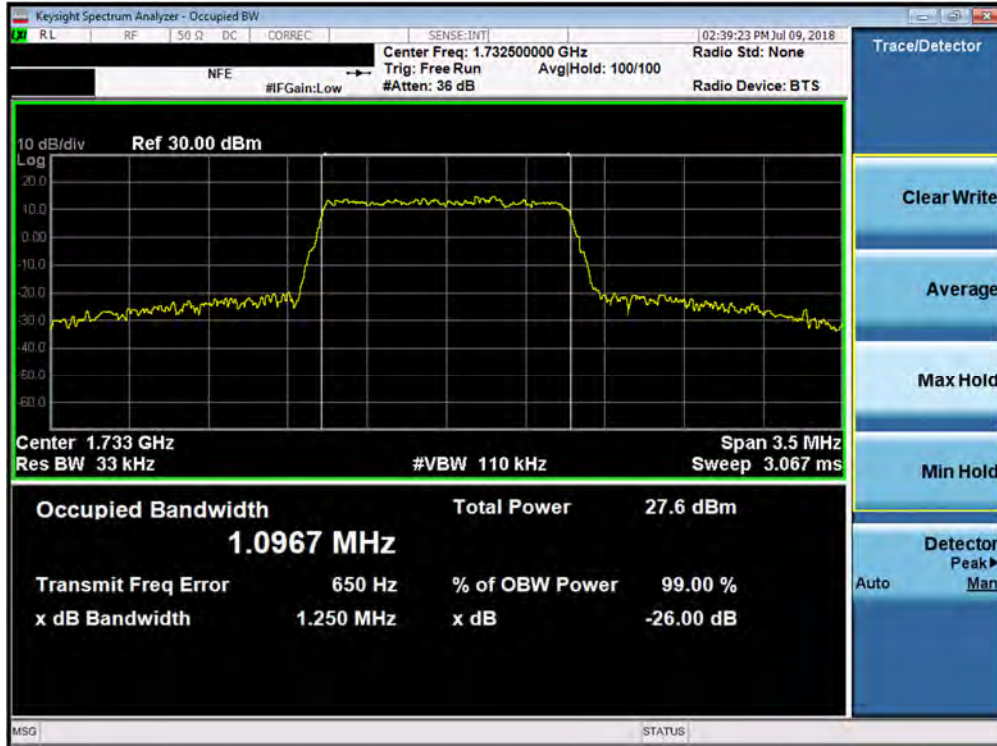 Keysight Spectrum Analyzer - Occupied BW
RL RF 50 Ω DC CORREC SENSE:INT 02:39:23 PM Jul 09, 2018
Center Freq: 1.732500000 GHz Radio Std: None
NFE Trig: Free Run Avg|Hold: 100/100
#IFGain:Low #Atten: 36 dB Radio Device: BTS
10 dB/div Ref 30.00 dBm
Log
20.0
10.0
0.00
-10.0
-20.0
-30.0
-40.0
-50.0
-60.0
Center 1.733 GHz Span 3.5 MHz
Res BW 33 kHz #VBW 110 kHz Sweep 3.067 ms
Occupied Bandwidth Total Power 27.6 dBm
1.0967 MHz
Transmit Freq Error 650 Hz % of OBW Power 99.00 %
x dB Bandwidth 1.250 MHz x dB -26.00 dB
MSG STATUS
Trace/Detector
Clear Write
Average
Max Hold
Min Hold
Detector
Peak▶
Auto Man